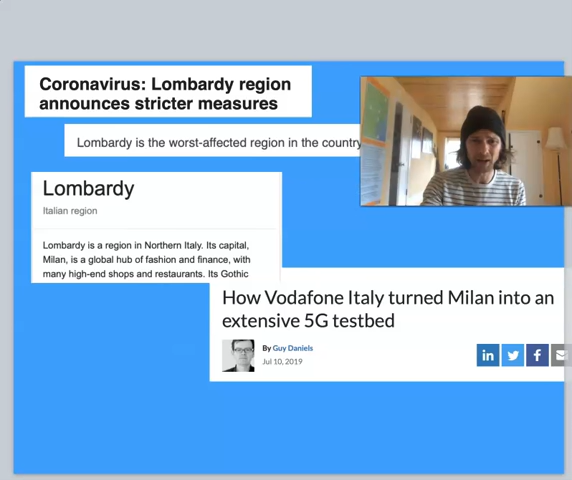 Coronavirus: Lombardy region
announces stricter measures
Lombardy is the worst-affected region in the country
Lombardy
Italian region
Lombardy is a region in Northern Italy. Its capital,
Milan, is a global hub of fashion and finance, with
many high-end shops and restaurants. Its Gothic
How Vodafone Italy turned Milan into an
extensive 5G testbed
By Guy Daniels
Jul 10, 2019
in f